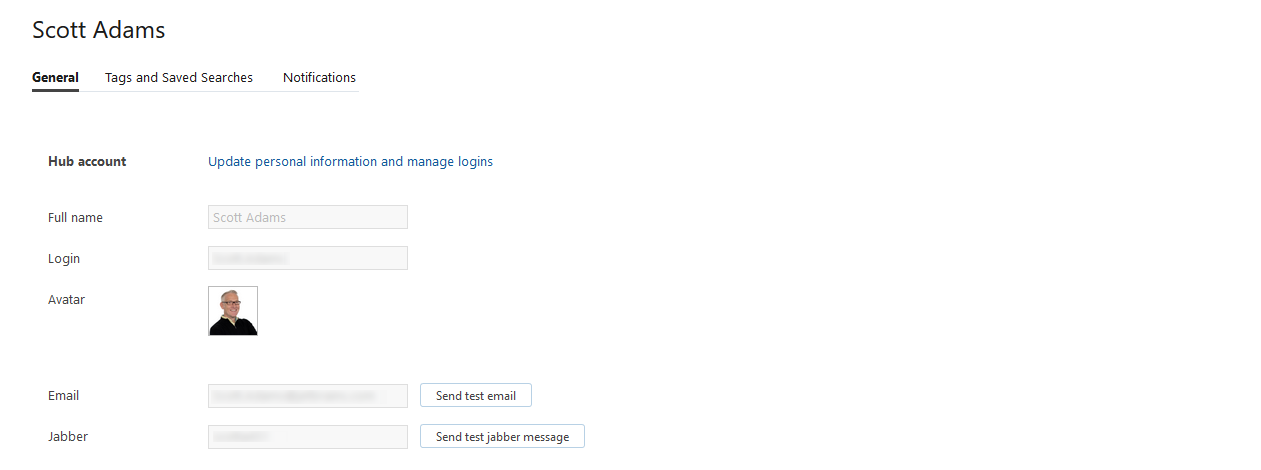 Scott Adams
General Tags and Saved Searches Notifications
Hub account Update personal information and manage logins
Full name Scott Adams
Login
Avatar
Email Send test email
Jabber Send test jabber message